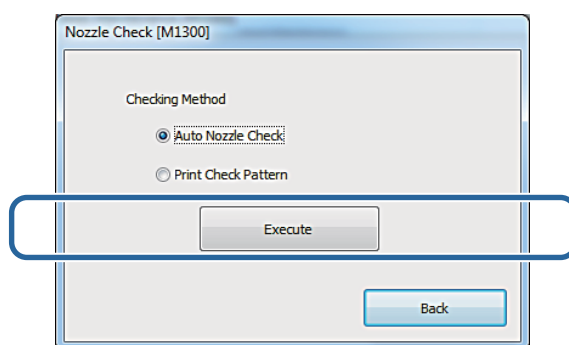 Nozzle Check [M1300]
Checking Method
Auto Nozzle Check
Print Check Pattern
Execute
Back